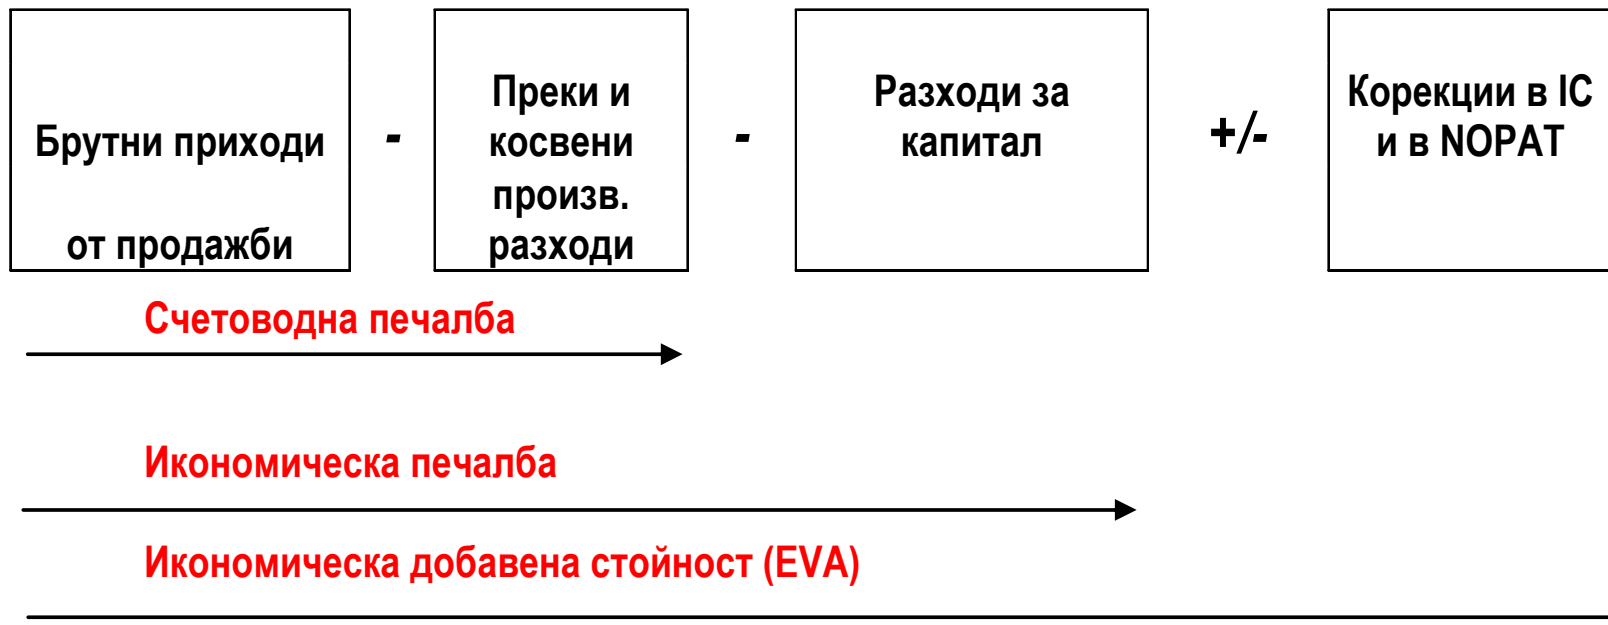 Брутни приходи
от продажби
-
Преки и
косвени
произв.
разходи
-
Разходи за
капитал
+/-
Корекции в IC
и в NOPAT
Счетоводна печалба
Икономическа печалба
Икономическа добавена стойност (EVA)